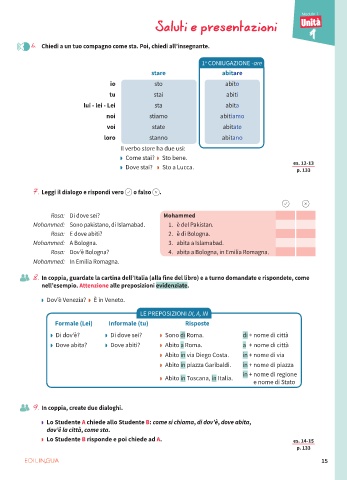 Modulo 1
Saluti e presentazioni
Unità
1
6. Chiedi a un tuo compagno come sta. Poi, chiedi all'insegnante.
1ª CONIUGAZIONE -are
stare abitare
io sto abito
tu stai abiti
lui - lei - Lei sta abita
noi stiamo abitiamo
voi state abitate
loro stanno abitano
Il verbo stare ha due usi:
Come stai? Sto bene.
Dove stai? Sto a Lucca.
es. 12-13
p. 133
7. Leggi il dialogo e rispondi vero ✓ o falso ✕.
✓ ✕
Rosa: Di dove sei?
Mohammed: Sono pakistano, di Islamabad.
Rosa: E dove abiti?
Mohammed: A Bologna.
Rosa: Dov'è Bologna?
Mohammed: In Emilia Romagna.
Mohammed
1. è del Pakistan.
2. è di Bologna.
3. abita a Islamabad.
4. abita a Bologna, in Emilia Romagna.
8. In coppia, guardate la cartina dell'Italia (alla fine del libro) e a turno domandate e rispondete, come
nell'esempio. Attenzione alle preposizioni evidenziate.
Dov'è Venezia? È in Veneto.
LE PREPOSIZIONI DI, A, IN
Formale (Lei) Informale (tu) Risposte
Di dov'è? Di dove sei? Sono di Roma. di + nome di città
Dove abita? Dove abiti? Abito a Roma. a + nome di città
Abito in via Diego Costa. in + nome di via
Abito in piazza Garibaldi. in + nome di piazza
Abito in Toscana, in Italia. in + nome di regione
e nome di Stato
9. In coppia, create due dialoghi.
Lo Studente A chiede allo Studente B: come si chiama, di dov'è, dove abita,
dov'è la città, come sta.
Lo Studente B risponde e poi chiede ad A.
es. 14-15
p. 133
EDILINGUA
15